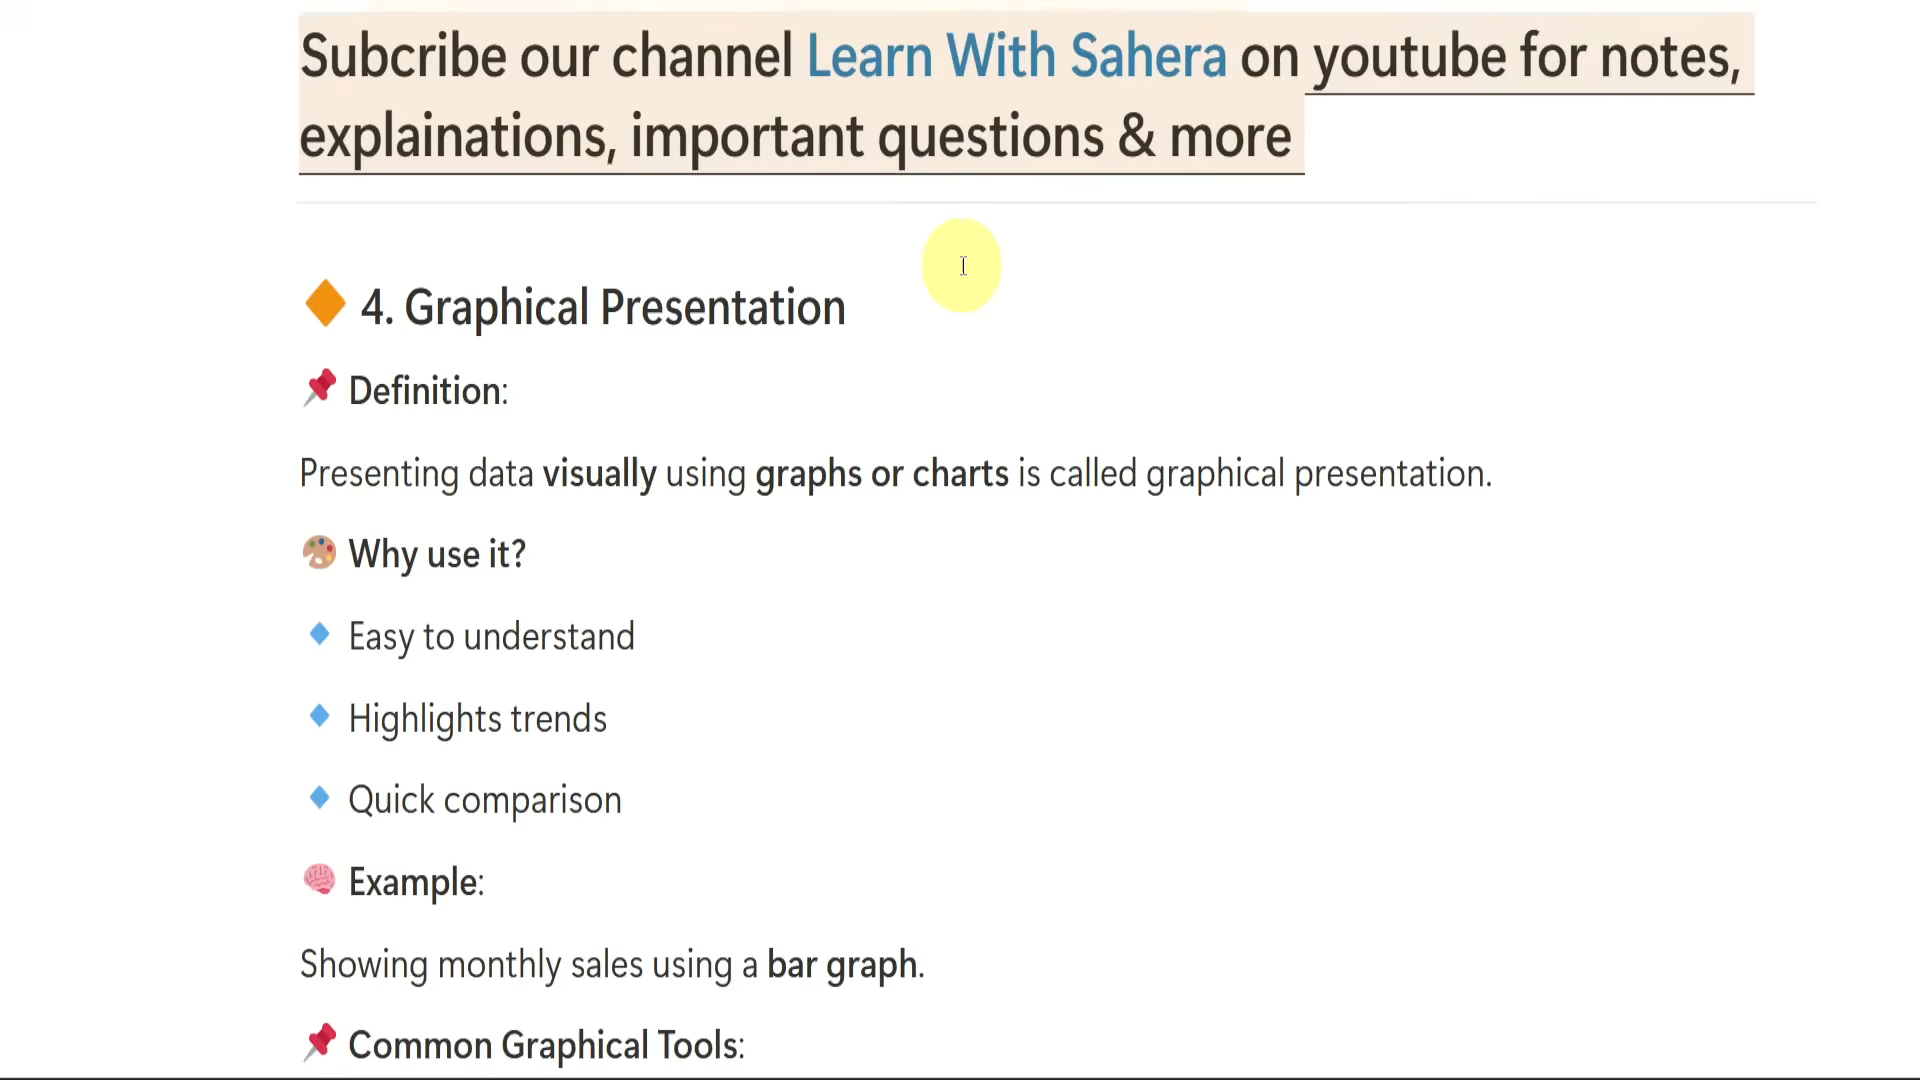 Subcribe our channel Learn With Sahera on youtube for notes,
explainations, important questions & more
4. Graphical Presentation
Definition:
Presenting data visually using graphs or charts is called graphical presentation.
Why use it?
Easy to understand
Highlights trends
Quick comparison
Example:
Showing monthly sales using a bar graph.
Common Graphical Tools: